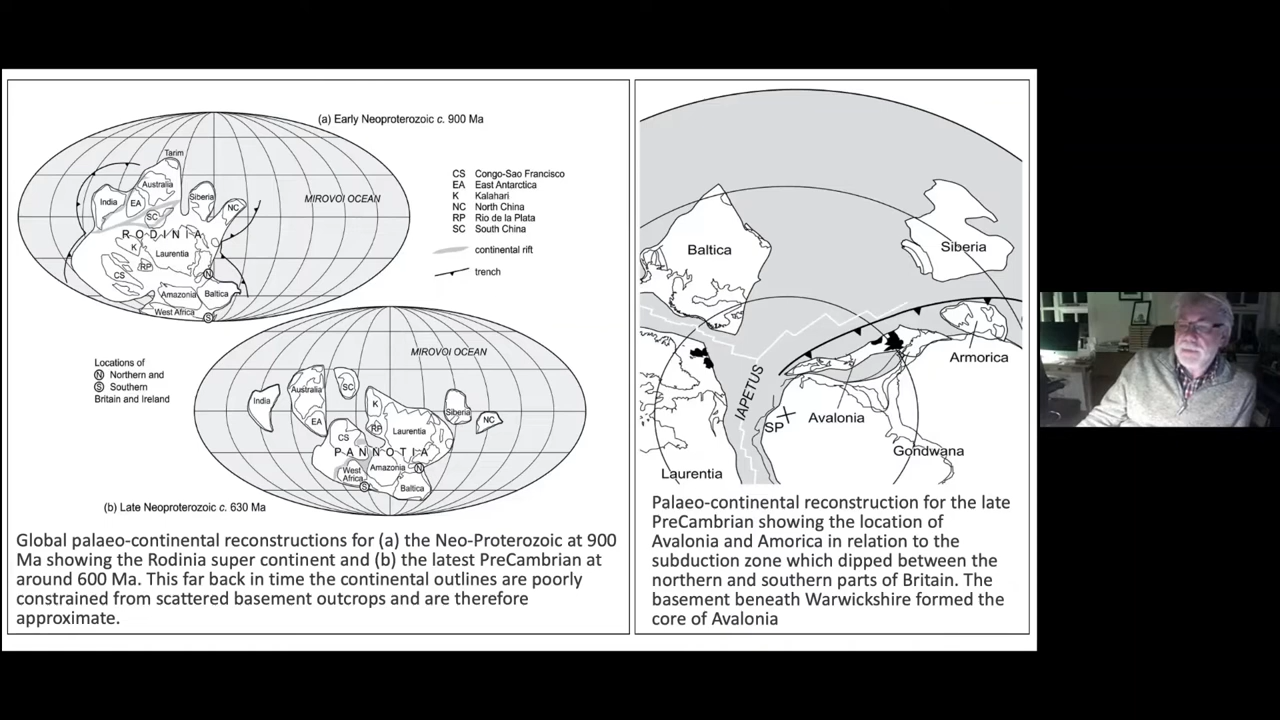 (a) Early Neoproterozoic c. 900 Ma
Tarim
Australia
India
EA
Siberia
SC
NC
MIROVOI OCEAN
RODINIA
K
Laurentia
CS
RP
N
Amazonia
Baltica
West Africa
S
CS Congo-Sao Francisco
EA East Antarctica
K Kalahari
NC North China
RP Rio de la Plata
SC South China
continental rift
trench
Locations of
N Northern and
S Southern
Britain and Ireland
MIROVOI OCEAN
India
Australia
SC
EA
K
Siberia
NC
RP
Laurentia
CS
PANNOTIA
West
Africa
Amazonia
N
S
Baltica
(b) Late Neoproterozoic c. 630 Ma
Global palaeo-continental reconstructions for (a) the Neo-Proterozoic at 900
Ma showing the Rodinia super continent and (b) the latest PreCambrian at
around 600 Ma. This far back in time the continental outlines are poorly
constrained from scattered basement outcrops and are therefore
approximate.
Baltica
Siberia
Armorica
IAPETUS
SP
Avalonia
Gondwana
Laurentia
Palaeo-continental reconstruction for the late
PreCambrian showing the location of
Avalonia and Amorica in relation to the
subduction zone which dipped between the
northern and southern parts of Britain. The
basement beneath Warwickshire formed the
core of Avalonia